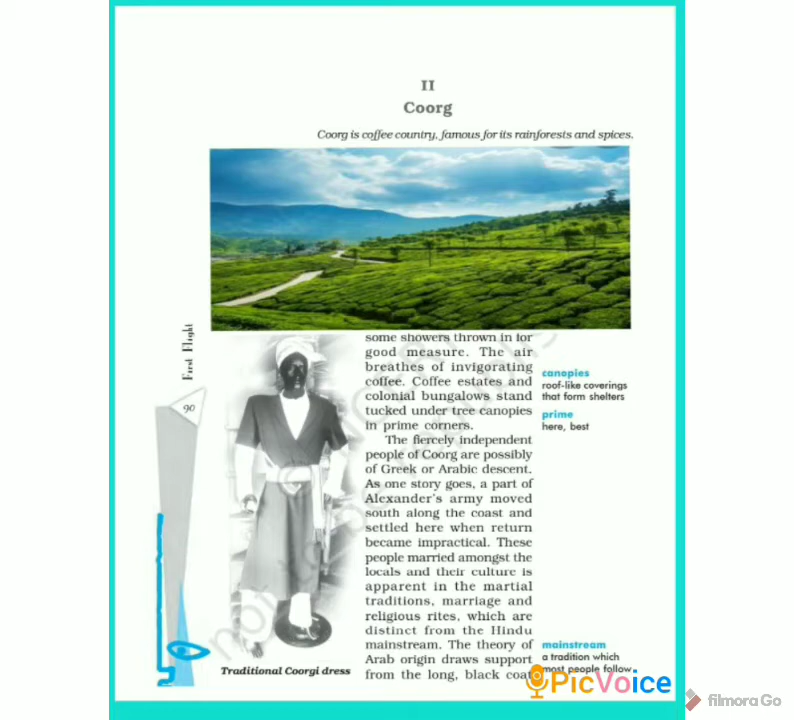 II
Coorg
Coorg is coffee country, famous for its rainforests and spices.
some showers thrown in for
good measure. The air
breathes of invigorating
coffee. Coffee estates and
colonial bungalows stand
tucked under tree canopies
in prime corners.
The fiercely independent
people of Coorg are possibly
of Greek or Arabic descent.
As one story goes, a part of
Alexander's army moved
south along the coast and
settled here when return
became impractical. These
people married amongst the
locals and their culture is
apparent in the martial
traditions, marriage and
religious rites, which are
distinct from the Hindu
mainstream. The theory of
Arab origin draws support
from the long, black coat
canopies
roof-like coverings
that form shelters
prime
here, best
mainstream
a tradition which
most people follow
First Flight
90
Traditional Coorgi dress
PicVoice
filmoraGo